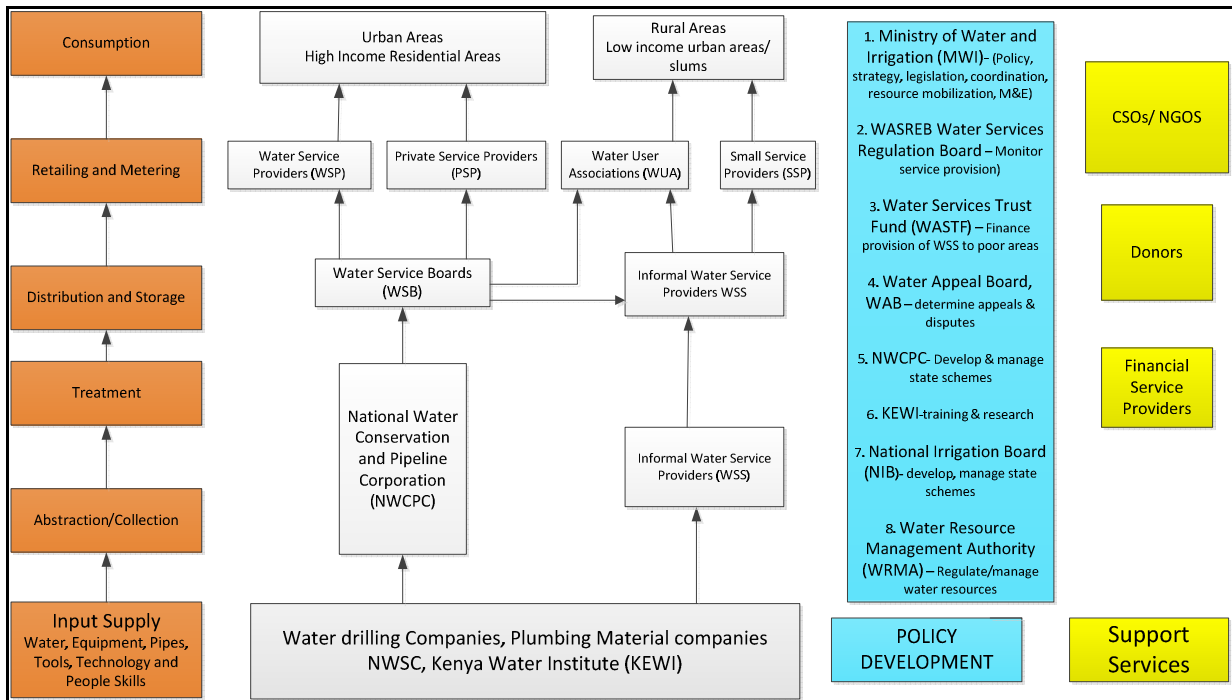 Consumption
Retailing and Metering
Distribution and Storage
Treatment
Abstraction/Collection
Input Supply
Water, Equipment, Pipes,
Tools, Technology and
People Skills
Urban Areas
High Income Residential Areas
Rural Areas
Low income urban areas/
slums
Water Service
Providers (WSP)
Private Service Providers
(PSP)
Water User
Associations (WUA)
Small Service
Providers (SSP)
Water Service Boards
(WSB)
Informal Water Service
Providers WSS
National Water
Conservation
and Pipeline
Corporation
(NWCPC)
Informal Water Service
Providers (WSS)
Water drilling Companies, Plumbing Material companies
NWSC, Kenya Water Institute (KEWI)
1. Ministry of Water and
Irrigation (MWI)- (Policy,
strategy, legislation, coordination,
resource mobilization, M&E)
2. WASREB Water Services
Regulation Board – Monitor
service provision)
3. Water Services Trust
Fund (WASTF) – Finance
provision of WSS to poor areas
4. Water Appeal Board,
WAB – determine appeals &
disputes
5. NWCPC- Develop & manage
state schemes
6. KEWI-training & research
7. National Irrigation Board
(NIB)- develop, manage state
schemes
8. Water Resource
Management Authority
(WRMA) – Regulate/manage
water resources
POLICY
DEVELOPMENT
CSOs/ NGOS
Donors
Financial
Service
Providers
Support
Services